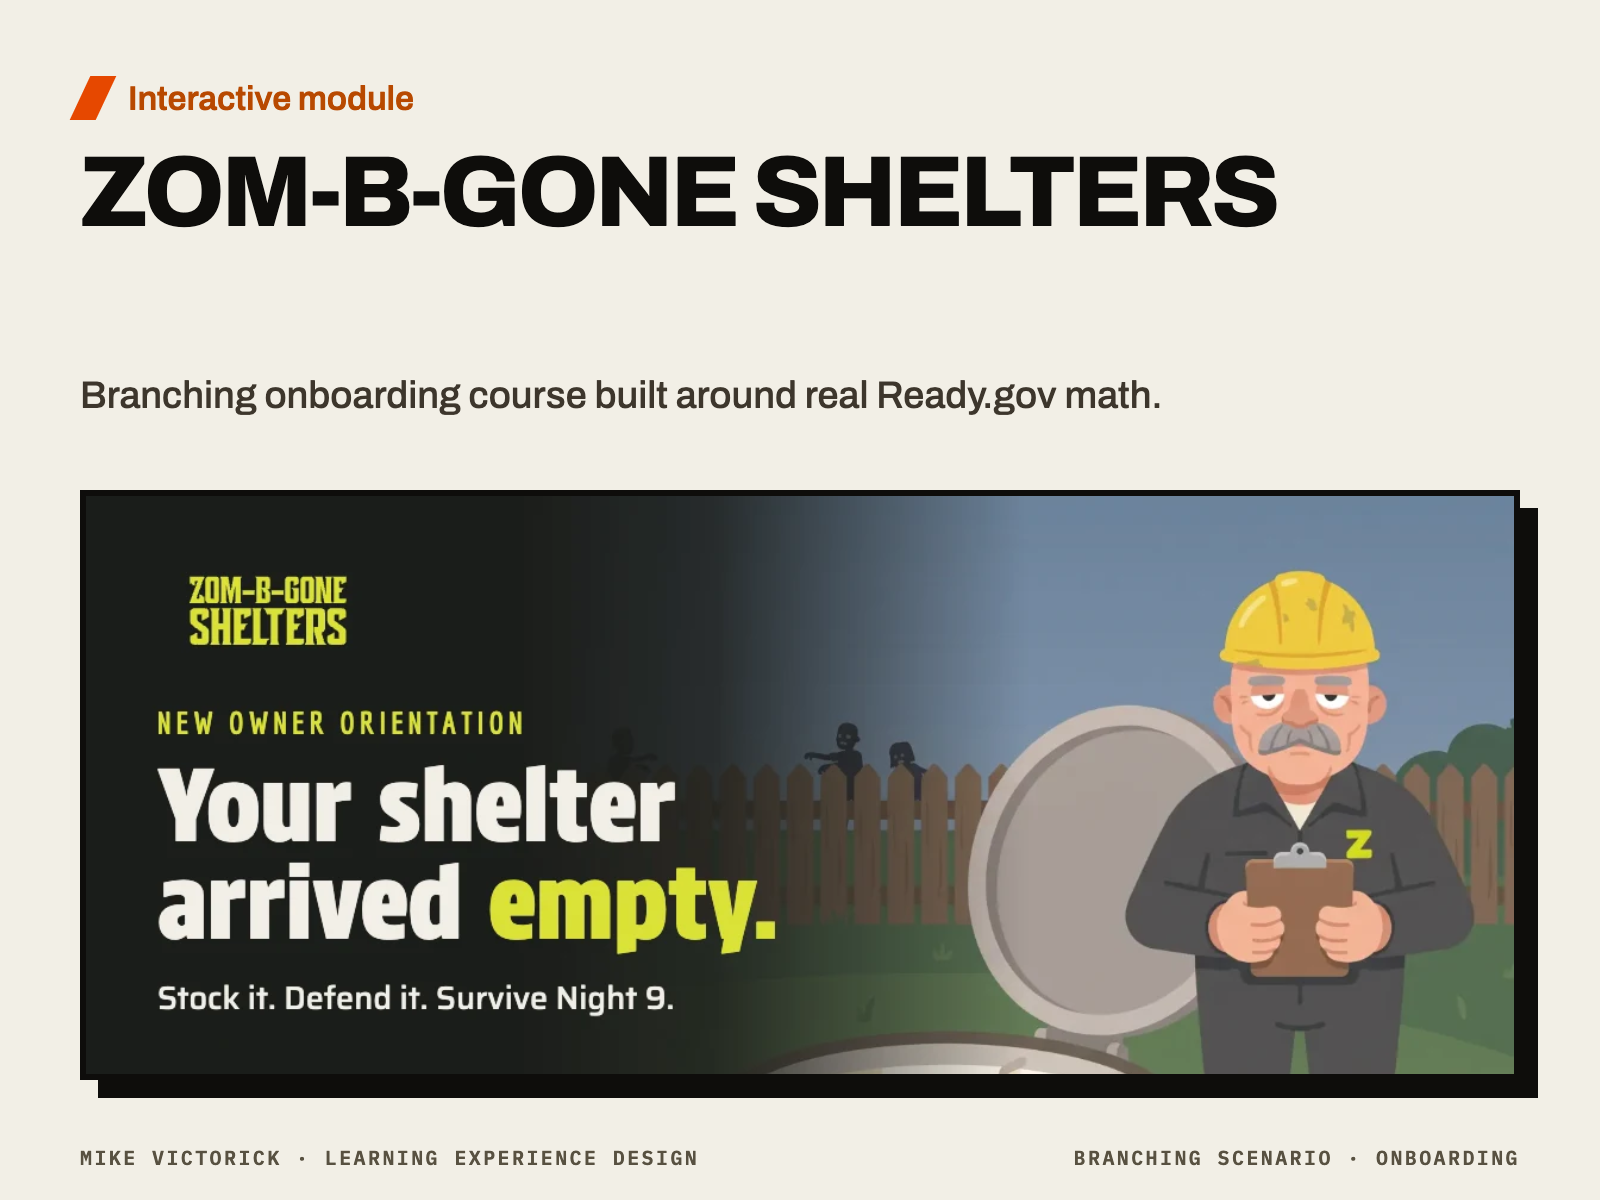 Interactive module
ZOM-B-GONE SHELTERS
Branching onboarding course built around real Ready.gov math.
ZOM-B-GONE
SHELTERS
NEW OWNER ORIENTATION
Your shelter
arrived empty.
Stock it. Defend it. Survive Night 9.
Z
MIKE VICTORICK · LEARNING EXPERIENCE DESIGN
BRANCHING SCENARIO · ONBOARDING